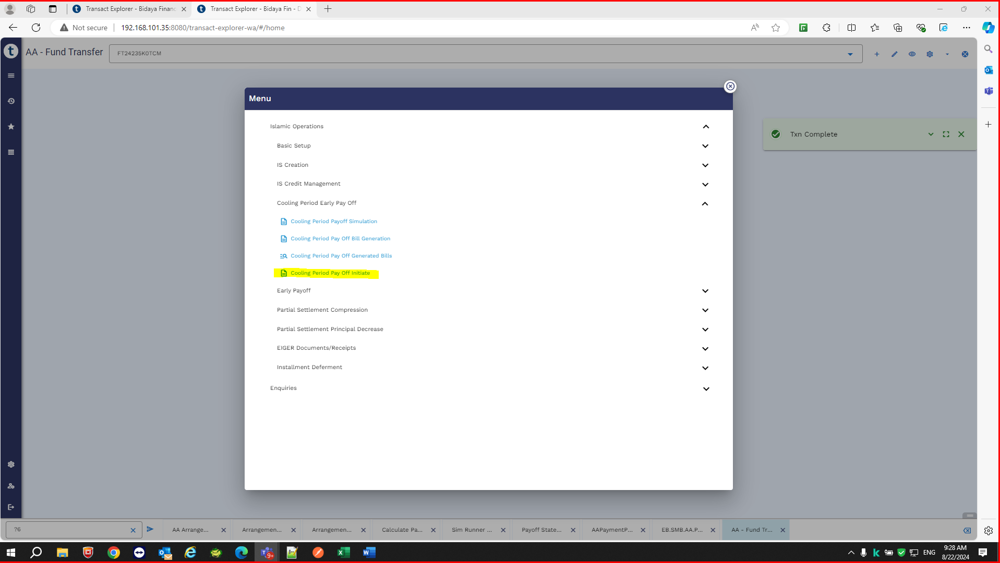 Transact Explorer - Bidaya Financ
Transact Explorer - Bidaya Fin - D
Not secure
192.168.101.35:8080/transact-explorer-wa/#/home
t AA - Fund Transfer
FT24235K0TCM
Menu
Islamic Operations
Txn Complete
Basic Setup
IS Creation
IS Credit Management
Cooling Period Early Pay Off
Cooling Period Payoff Simulation
Cooling Period Pay Off Bill Generation
Cooling Period Pay Off Generated Bills
Cooling Period Pay Off Initiate
Early Payoff
Partial Settlement Compression
Partial Settlement Principal Decrease
EIGER Documents/Receipts
Installment Deferment
Enquiries
?6
AA Arrange...
Arrangemen...
Arrangemen...
Calculate Pa...
Sim Runner ...
Payoff State...
AAPaymentP...
EB.SMB.AA.P...
AA - Fund Tr...
9+
ENG
9:28 AM
8/22/2024